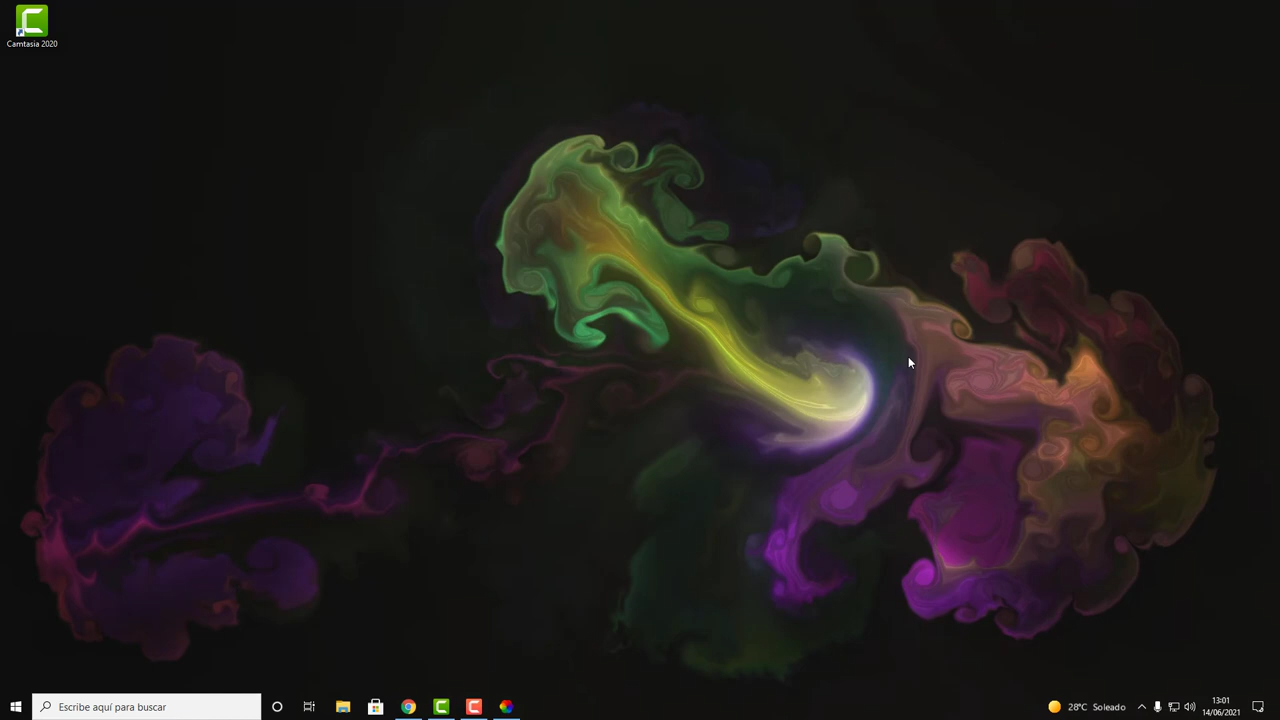 Camtasia 2020
Escribe aquí para buscar
28°C Soleado
13:01
14/06/2021